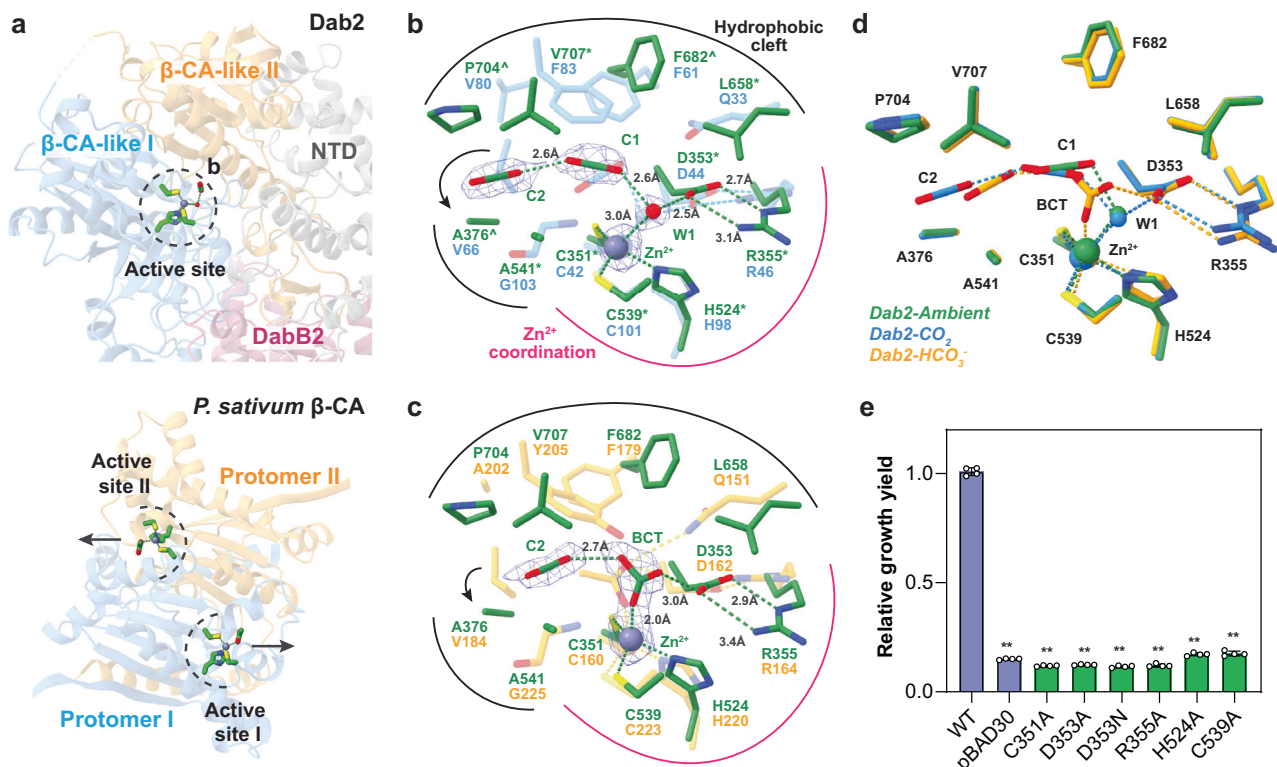 a
Dab2
β-CA-like II
β-CA-like I
NTD
b
Active site
DabB2
P. sativum β-CA
Active
site II
Protomer II
Protomer I
Active
site I
b
Hydrophobic
cleft
V707*
F83
F682^
F61
P704^
V80
L658*
Q33
C1
2.6Å
D353*
D44
2.6Å
2.7Å
C2
3.0Å
2.5Å
W1
3.1Å
A376^
V66
C351*
C42
Zn²⁺
R355*
R46
A541*
G103
C539*
C101
H524*
H98
Zn²⁺
coordination
c
V707
Y205
F682
F179
P704
A202
L658
Q151
C2
2.7Å
BCT
D353
D162
3.0Å
2.9Å
2.0Å
3.4Å
A376
V184
C351
C160
Zn²⁺
R355
R164
A541
G225
C539
C223
H524
H220
d
F682
V707
P704
L658
C1
D353
C2
BCT
W1
A376
C351
Zn²⁺
R355
A541
Dab2-Ambient
Dab2-CO₂
Dab2-HCO₃⁻
C539
H524
e
Relative growth yield
1.0
0.5
0.0
** ** ** ** ** ** **
WT
pBAD30
C351A
D353A
D353N
R355A
H524A
C539A